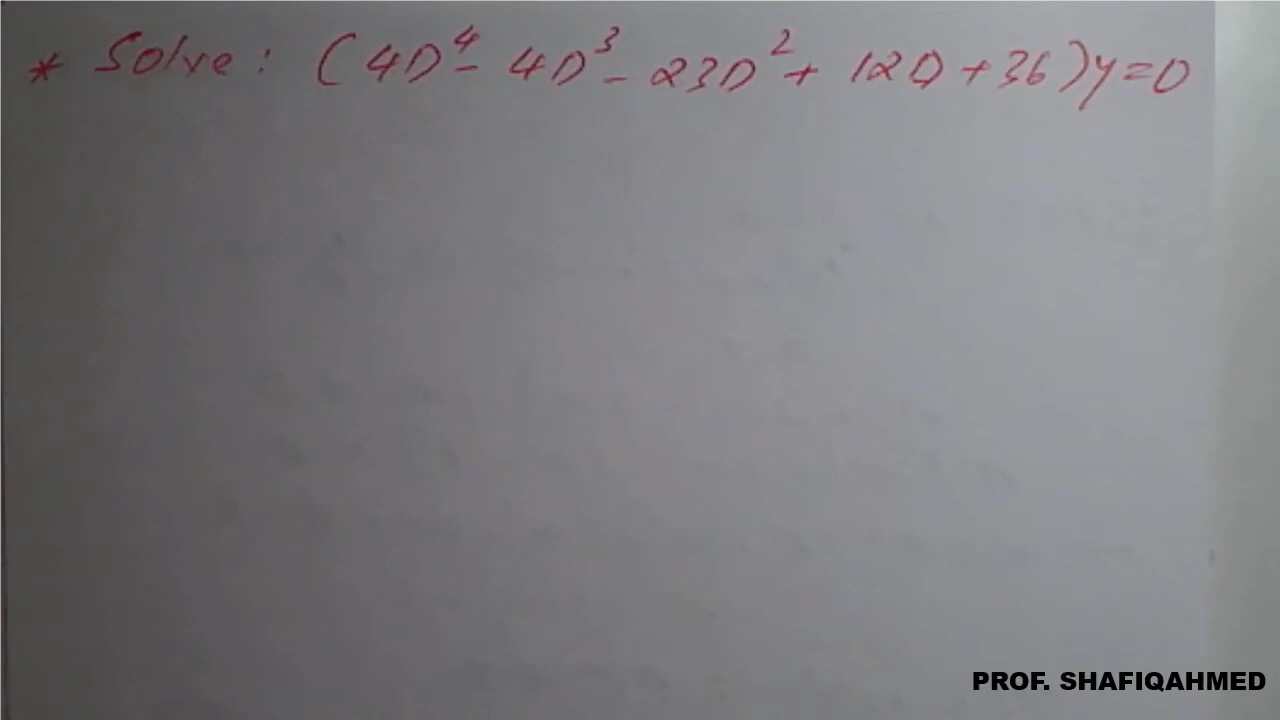 * Solve : (4D⁴ - 4D³ - 23D² + 12D + 36)y = 0
PROF. SHAFIQAHMED